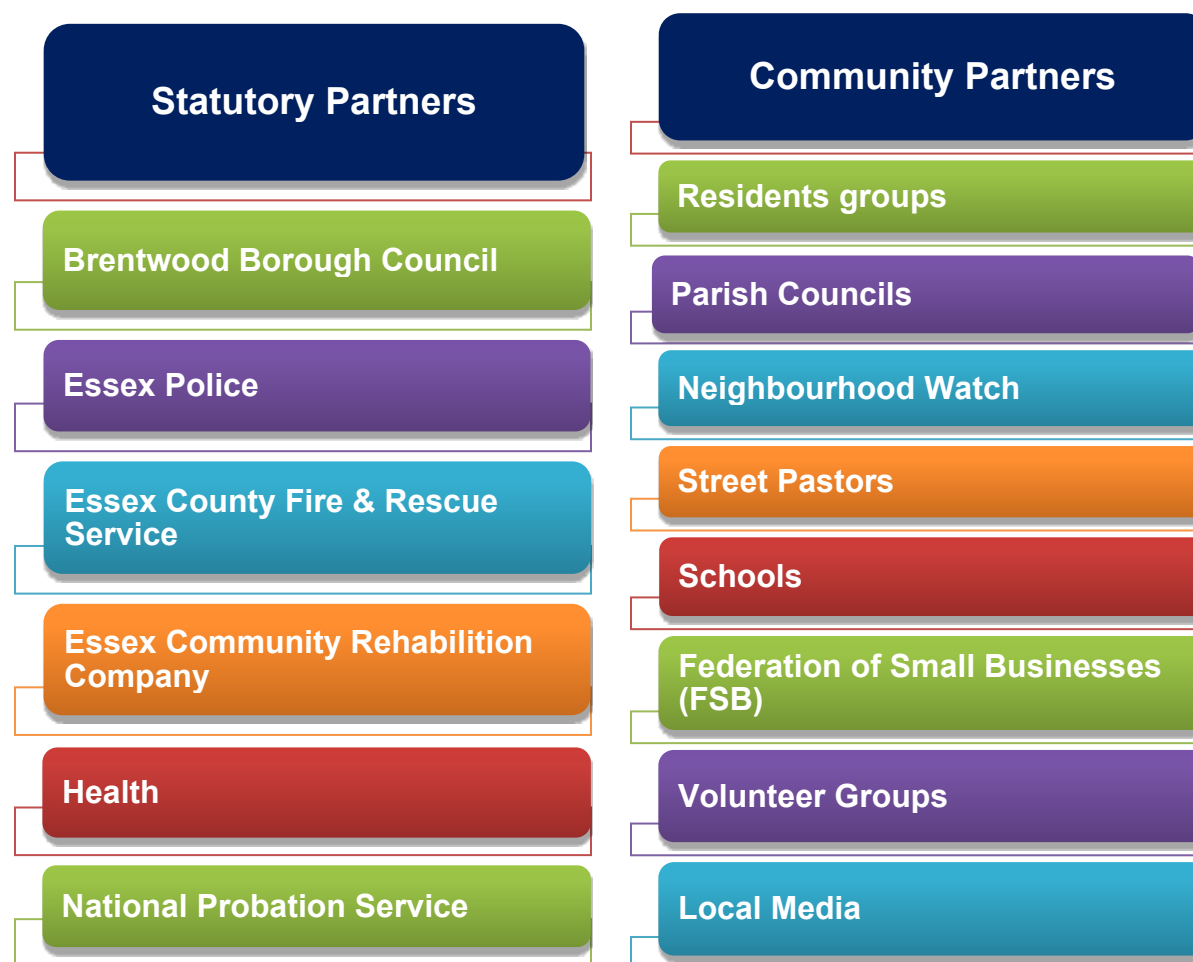 Statutory Partners
Brentwood Borough Council
Essex Police
Essex County Fire & Rescue
Service
Essex Community Rehabilition
Company
Health
National Probation Service
Community Partners
Residents groups
Parish Councils
Neighbourhood Watch
Street Pastors
Schools
Federation of Small Businesses
(FSB)
Volunteer Groups
Local Media